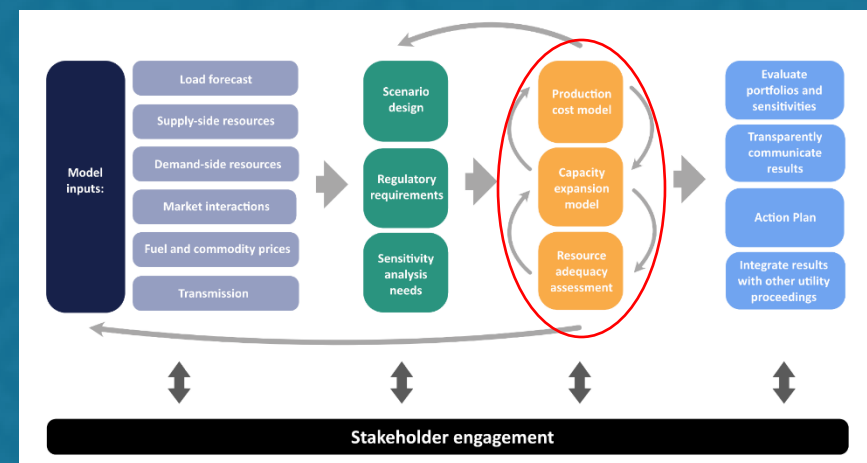 Model
inputs:
Load forecast
Supply-side resources
Demand-side resources
Market interactions
Fuel and commodity prices
Transmission
Scenario
design
Regulatory
requirements
Sensitivity
analysis
needs
Production
cost model
Capacity
expansion
model
Resource
adequacy
assessment
Evaluate
portfolios and
sensitivities
Transparently
communicate
results
Action Plan
Integrate results
with other utility
proceedings
Stakeholder engagement